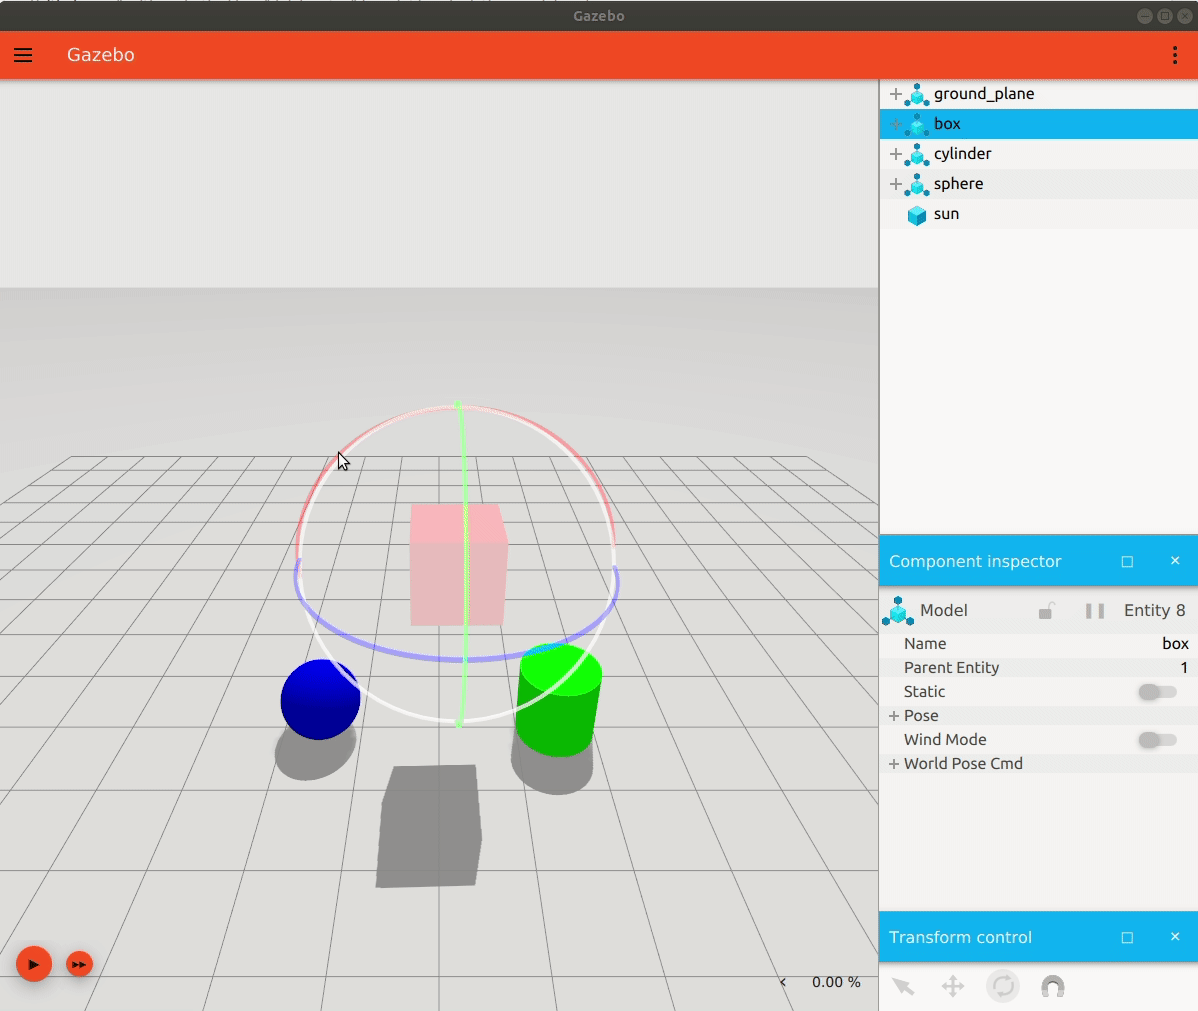 Gazebo
Gazebo
ground_plane
box
cylinder
sphere
sun
Component inspector
Model Entity 8
Name box
Parent Entity 1
Static
Pose
Wind Mode
World Pose Cmd
Transform control
0.00 %